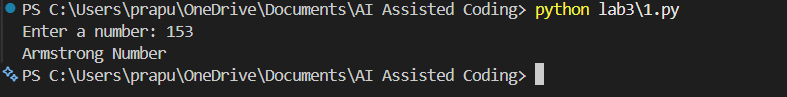 PS C:\Users\prapu\OneDrive\Documents\AI Assisted Coding> python lab3\1.py
Enter a number: 153
Armstrong Number
PS C:\Users\prapu\OneDrive\Documents\AI Assisted Coding>